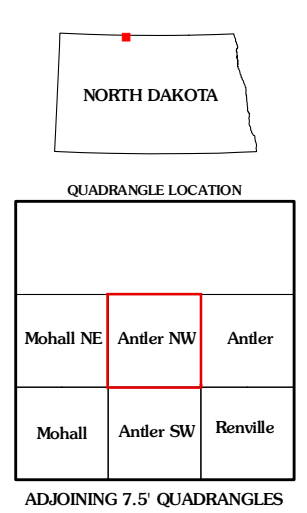 NORTH DAKOTA
QUADRANGLE LOCATION
Mohall NE Antler NW Antler
Mohall Antler SW Renville
ADJOINING 7.5' QUADRANGLES